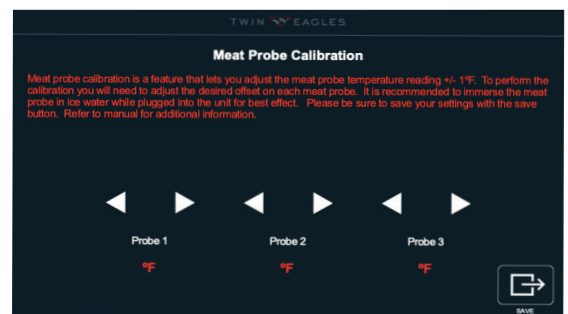 TWIN EAGLES
Meat Probe Calibration
Meat probe calibration is a feature that lets you adjust the meat probe temperature reading +/- 1ºF. To perform the
calibration you will need to adjust the desired offset on each meat probe. It is recommended to immerse the meat
probe in ice water while plugged into the unit for best effect. Please be sure to save your settings with the save
button. Refer to manual for additional information.
Probe 1 Probe 2 Probe 3
ºF ºF ºF
SAVE